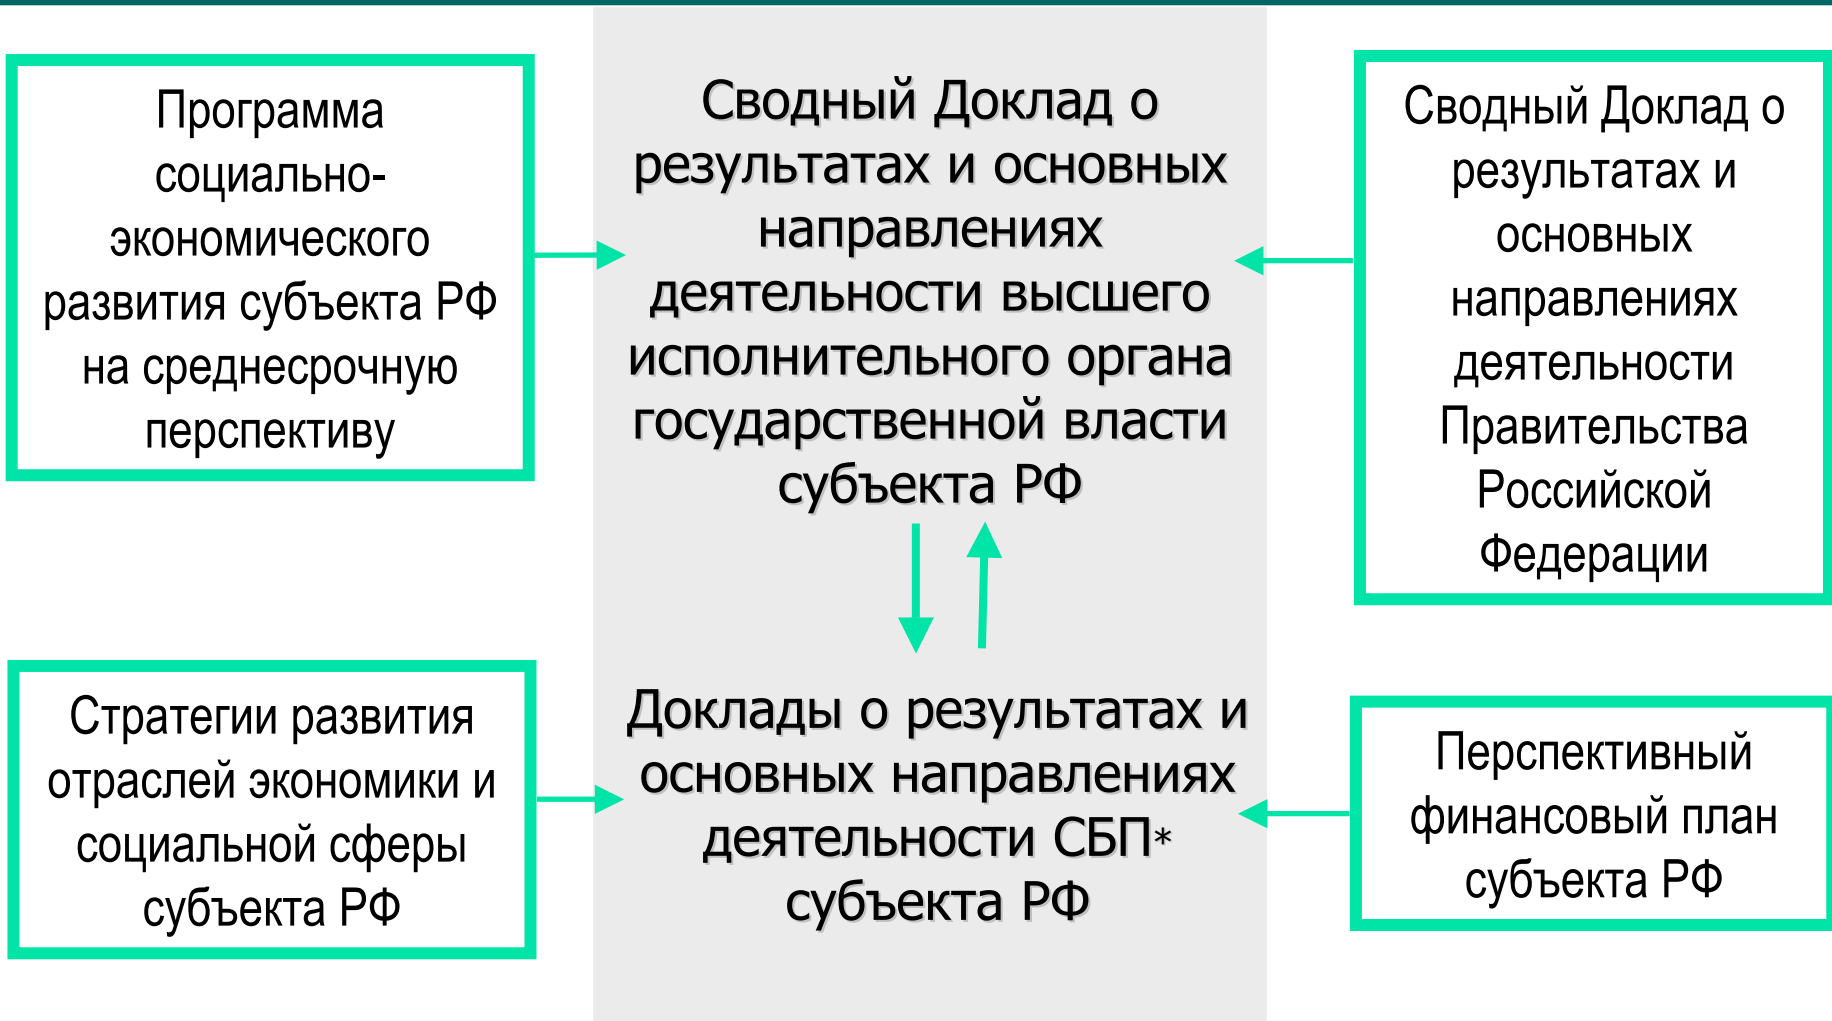 Программа
социально-
экономического
развития субъекта РФ
на среднесрочную
перспективу
Сводный Доклад о
результатах и основных
направлениях
деятельности высшего
исполнительного органа
государственной власти
субъекта РФ
Сводный Доклад о
результатах и
основных
направлениях
деятельности
Правительства
Российской
Федерации
Стратегии развития
отраслей экономики и
социальной сферы
субъекта РФ
Доклады о результатах и
основных направлениях
деятельности СБП*
субъекта РФ
Перспективный
финансовый план
субъекта РФ